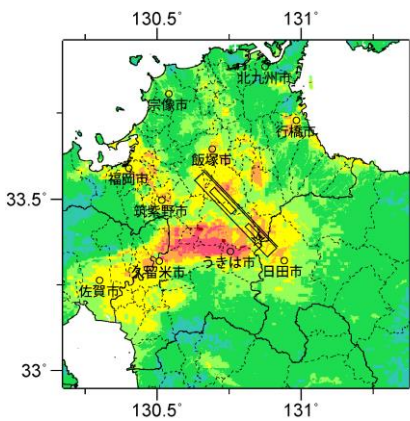 130.5˚ 131˚
北九州市
宗像市
行橋市
飯塚市
福岡市
33.5˚
筑紫野市
うきは市
久留米市 日田市
佐賀市
33˚
130.5˚ 131˚